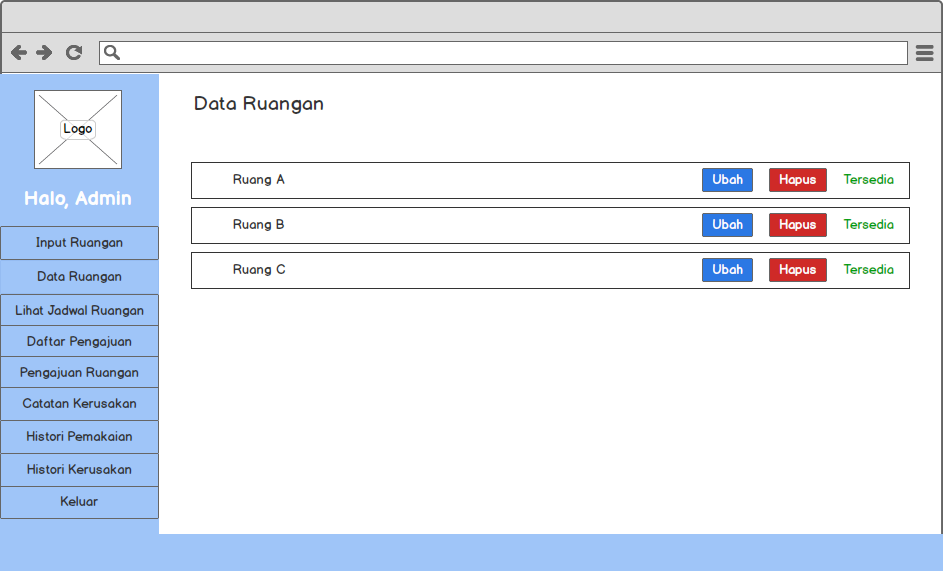 Logo
Halo, Admin
Input Ruangan
Data Ruangan
Lihat Jadwal Ruangan
Daftar Pengajuan
Pengajuan Ruangan
Catatan Kerusakan
Histori Pemakaian
Histori Kerusakan
Keluar
Data Ruangan
Ruang A Ubah Hapus Tersedia
Ruang B Ubah Hapus Tersedia
Ruang C Ubah Hapus Tersedia